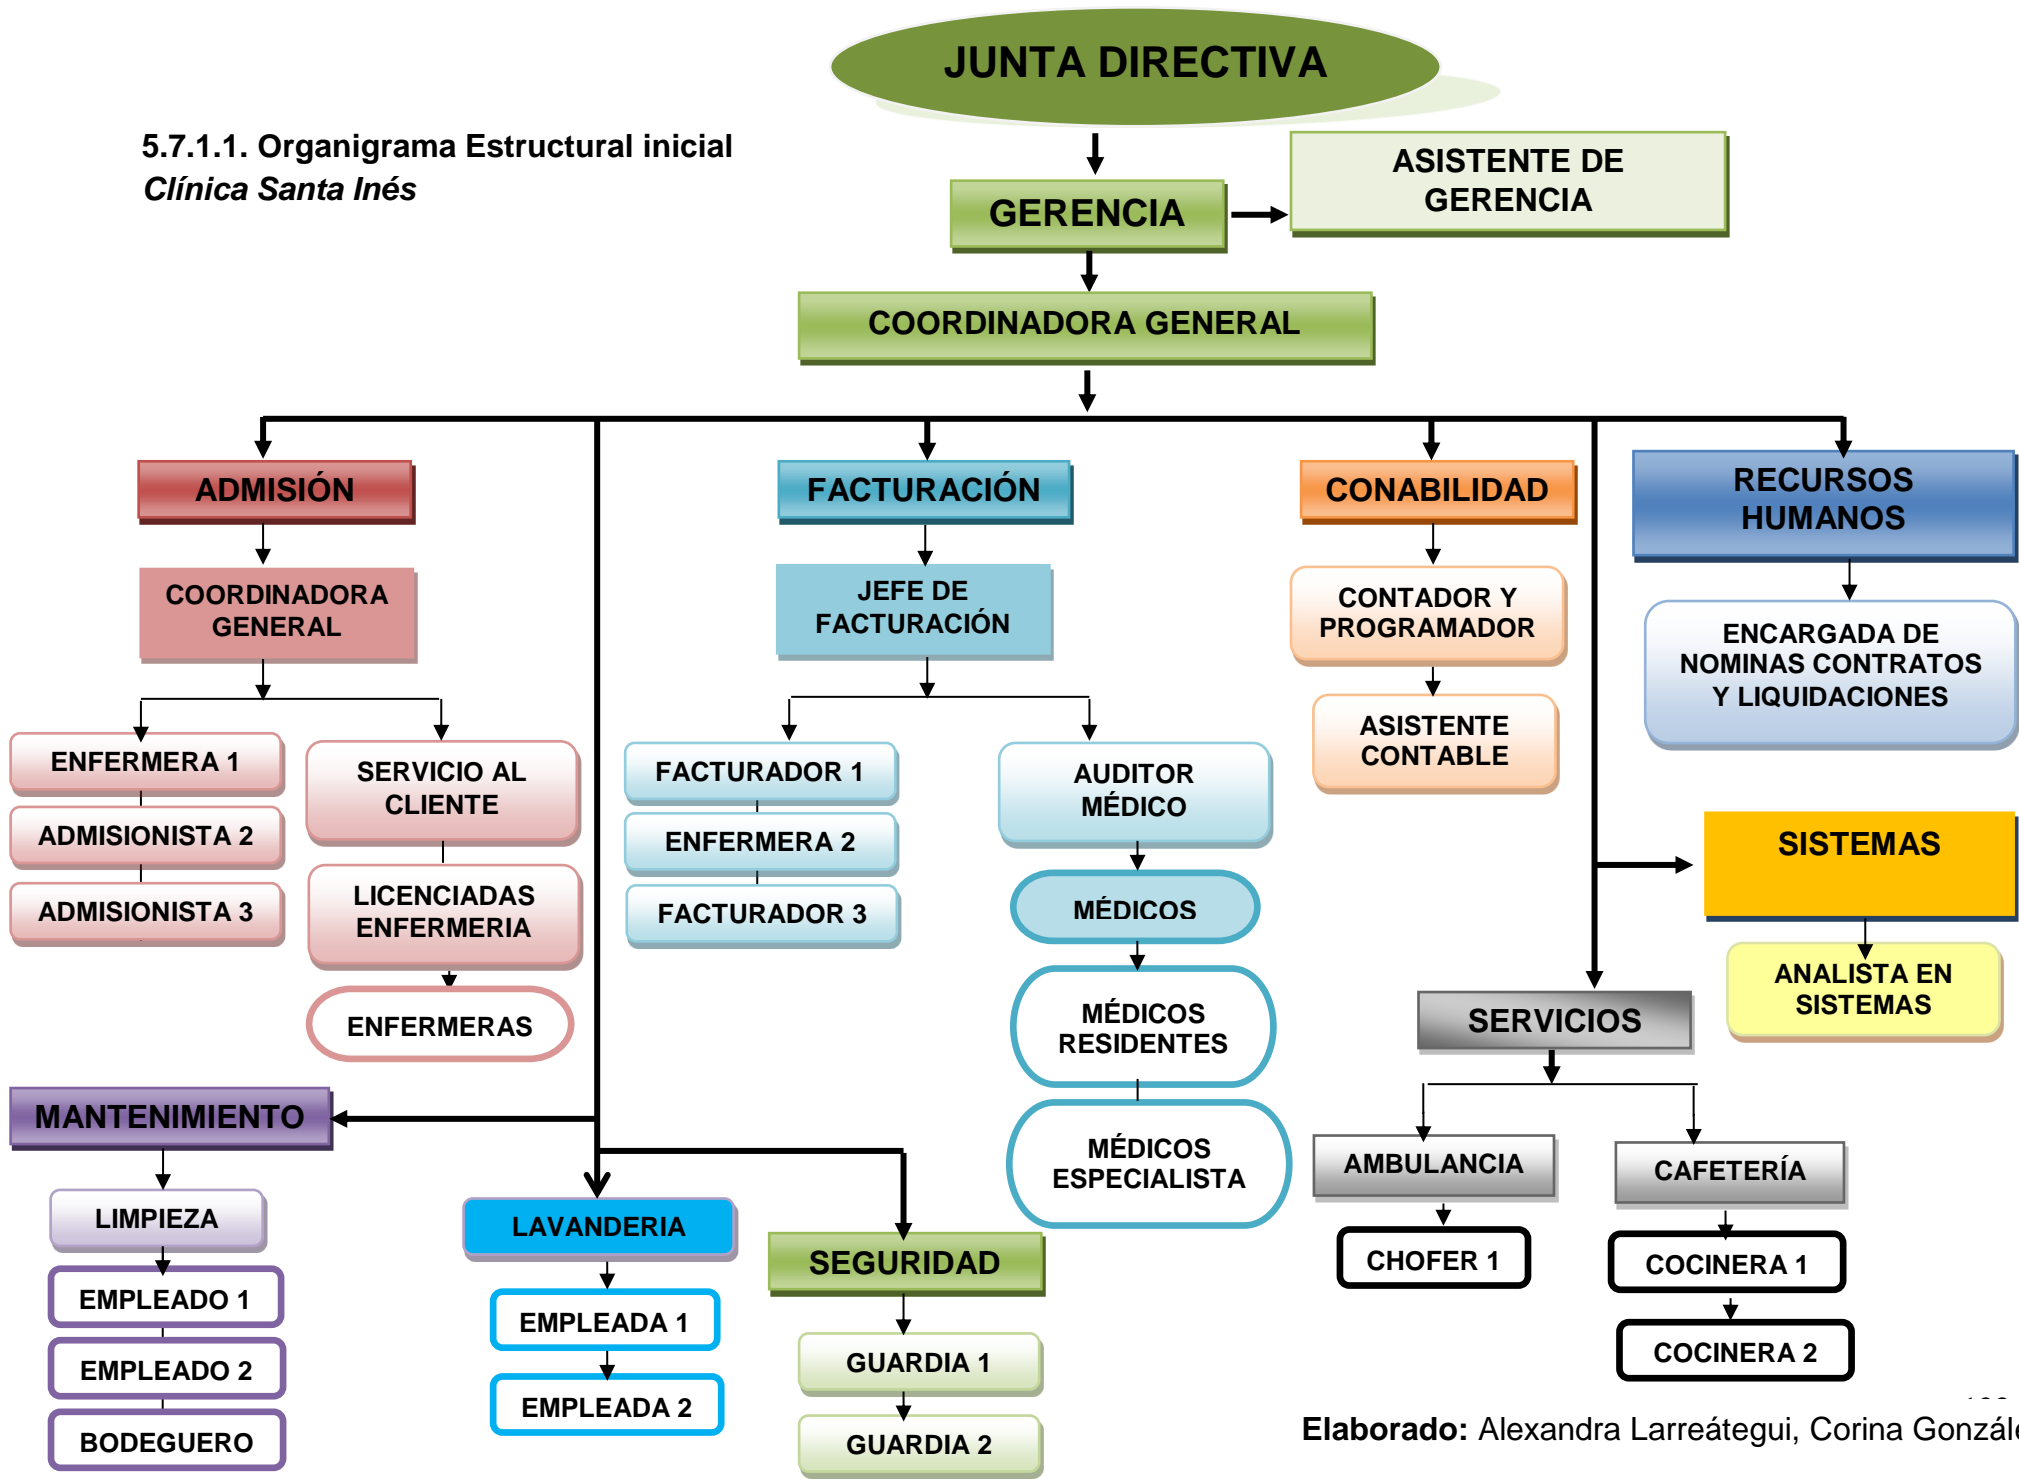 JUNTA DIRECTIVA
5.7.1.1. Organigrama Estructural inicial
Clínica Santa Inés
ASISTENTE DE
GERENCIA
GERENCIA
COORDINADORA GENERAL
ADMISIÓN
FACTURACIÓN
CONABILIDAD
RECURSOS
HUMANOS
COORDINADORA
GENERAL
JEFE DE
FACTURACIÓN
CONTADOR Y
PROGRAMADOR
ENCARGADA DE
NOMINAS CONTRATOS
Y LIQUIDACIONES
ASISTENTE
CONTABLE
ENFERMERA 1
ADMISIONISTA 2
ADMISIONISTA 3
SERVICIO AL
CLIENTE
LICENCIADAS
ENFERMERIA
ENFERMERAS
FACTURADOR 1
ENFERMERA 2
FACTURADOR 3
AUDITOR
MÉDICO
MÉDICOS
MÉDICOS
RESIDENTES
MÉDICOS
ESPECIALISTA
SISTEMAS
ANALISTA EN
SISTEMAS
SERVICIOS
AMBULANCIA
CAFETERÍA
CHOFER 1
COCINERA 1
COCINERA 2
MANTENIMIENTO
LIMPIEZA
EMPLEADO 1
EMPLEADO 2
BODEGUERO
LAVANDERIA
EMPLEADA 1
EMPLEADA 2
SEGURIDAD
GUARDIA 1
GUARDIA 2
Elaborado: Alexandra Larreátegui, Corina